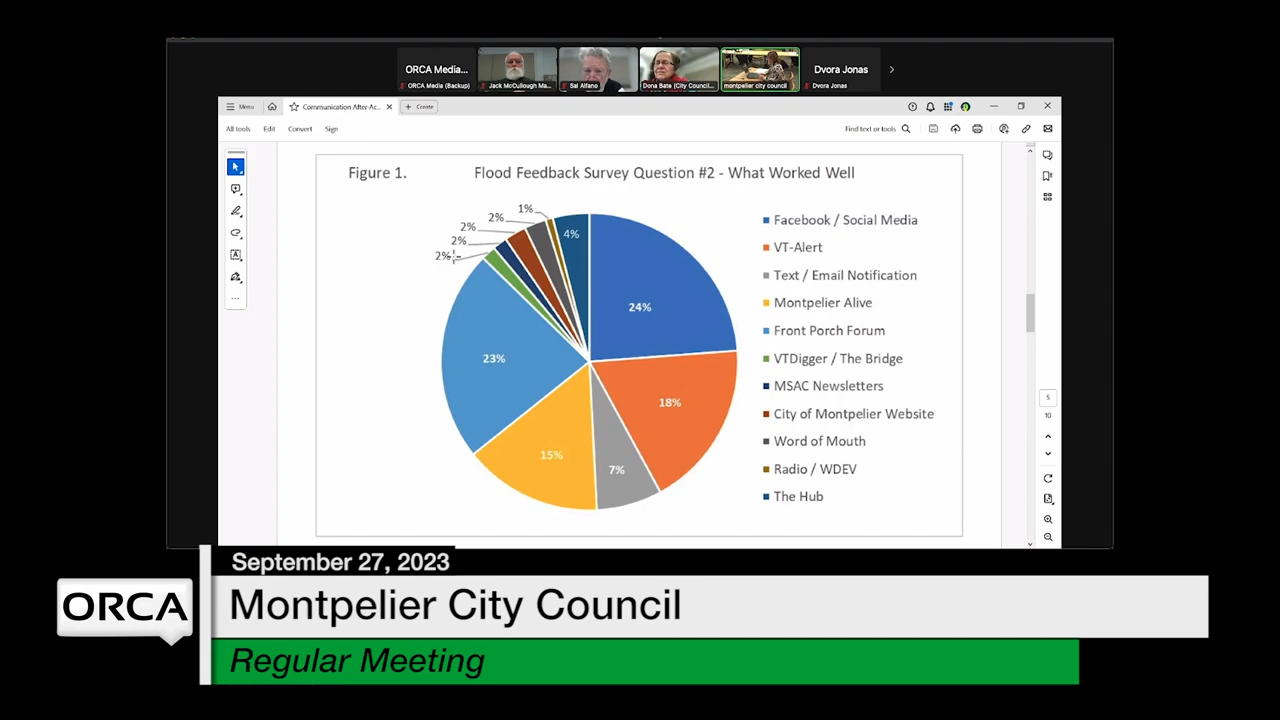 ORCA Media...
Dvora Jonas
ORCA Media (Backup)
Jack McCullough Ma...
Sal Alfano
Dona Bate (City Council...
montpelier city council
Dvora Jonas
Menu
Communication After-Ac...
Create
All tools
Edit
Convert
Sign
Find text or tools
Figure 1.
Flood Feedback Survey Question #2 - What Worked Well
1%
2%
2%
2%
2%
4%
24%
23%
18%
15%
7%
Facebook / Social Media
VT-Alert
Text / Email Notification
Montpelier Alive
Front Porch Forum
VTDigger / The Bridge
MSAC Newsletters
City of Montpelier Website
Word of Mouth
Radio / WDEV
The Hub
5
10
September 27, 2023
ORCA
Montpelier City Council
Regular Meeting